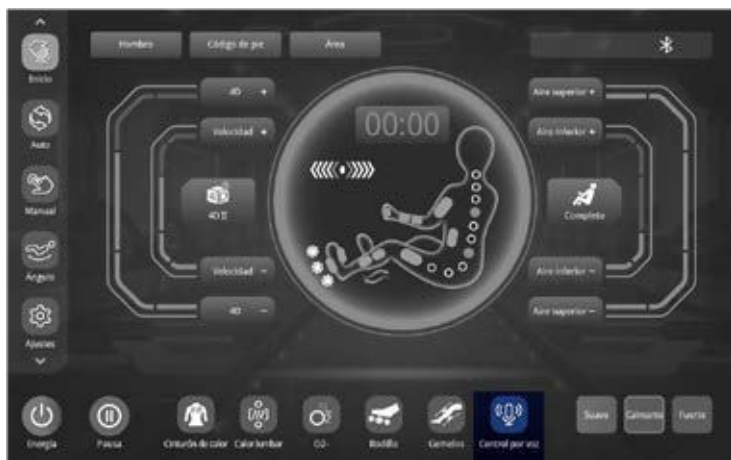 Hombro
Código de pie
Área
Inicio
Auto
Manual
Ángulo
Ajustes
4D +
Velocidad +
4D II
Velocidad -
4D -
00:00
Aire superior +
Aire inferior +
Completo
Aire inferior -
Aire superior -
Energía
Pausa
Cinturón de calor
Calor lumbar
O2-
Rodillo
Gemelos
Control por voz
Suave
Calmante
Fuerte